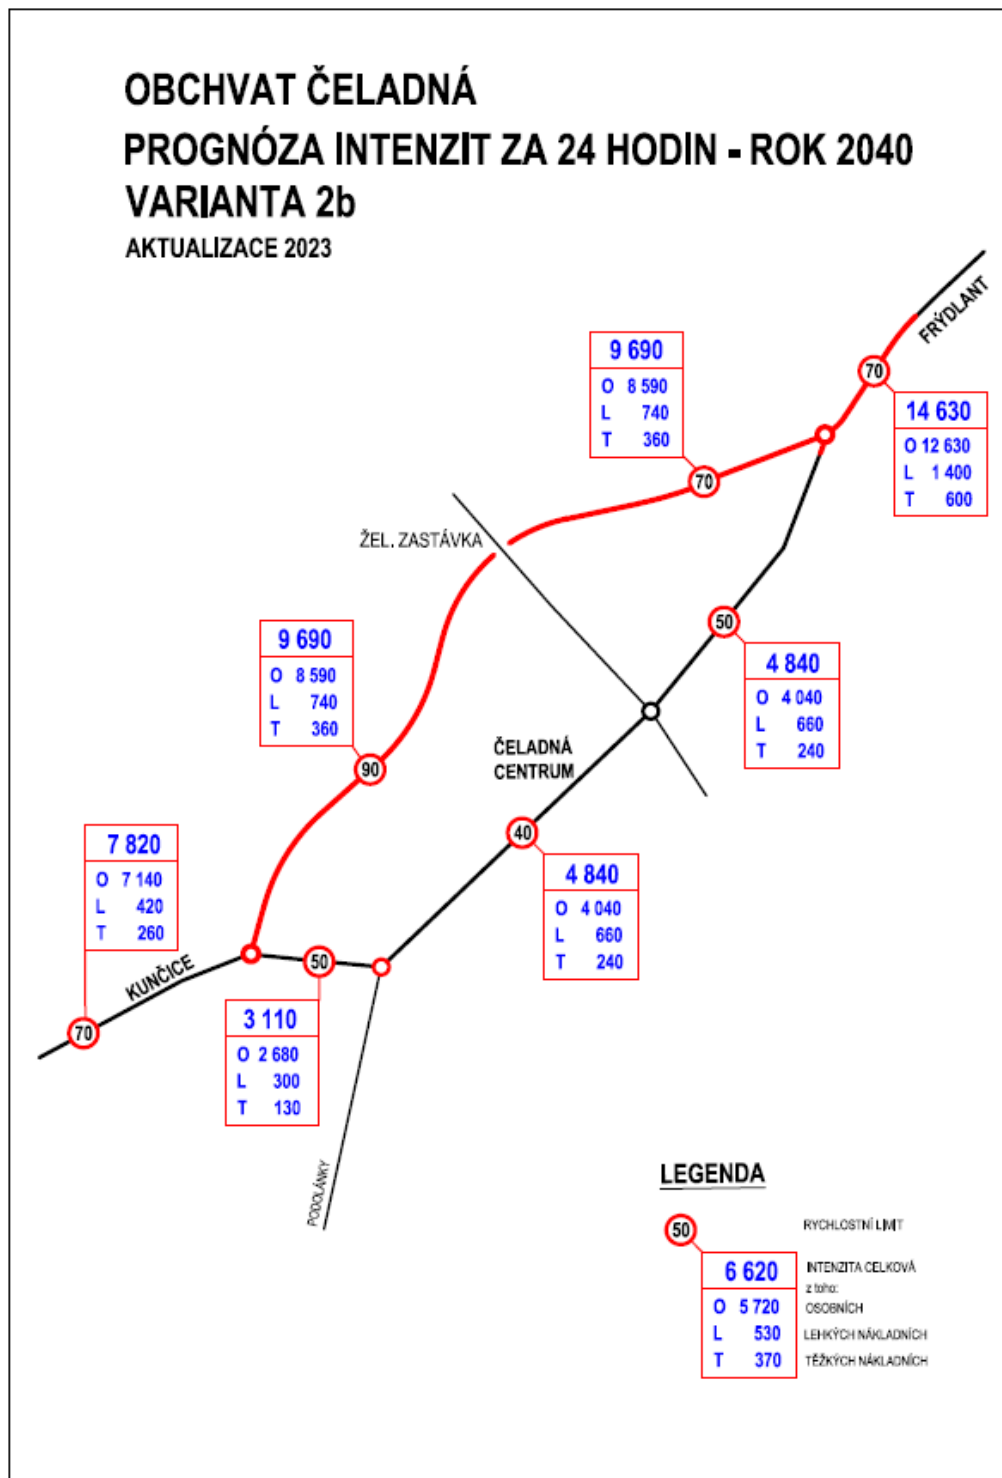 OBCHVAT ČELADNÁ
PROGNÓZA INTENZIT ZA 24 HODIN - ROK 2040
VARIANTA 2b
AKTUALIZACE 2023
FRÝDLANT
70
14 630
O 12 630
L 1 400
T 600
9 690
O 8 590
L 740
T 360
70
ŽEL. ZASTÁVKA
50
4 840
O 4 040
L 660
T 240
9 690
O 8 590
L 740
T 360
90
ČELADNÁ
CENTRUM
40
4 840
O 4 040
L 660
T 240
7 820
O 7 140
L 420
T 260
KUNČICE
70
50
3 110
O 2 680
L 300
T 130
PODOLÁNKY
LEGENDA
50
RYCHLOSTNÍ LIMIT
6 620
INTENZITA CELKOVÁ
z toho:
O 5 720
OSOBNÍCH
L 530
LEHKÝCH NÁKLADNÍCH
T 370
TĚŽKÝCH NÁKLADNÍCH